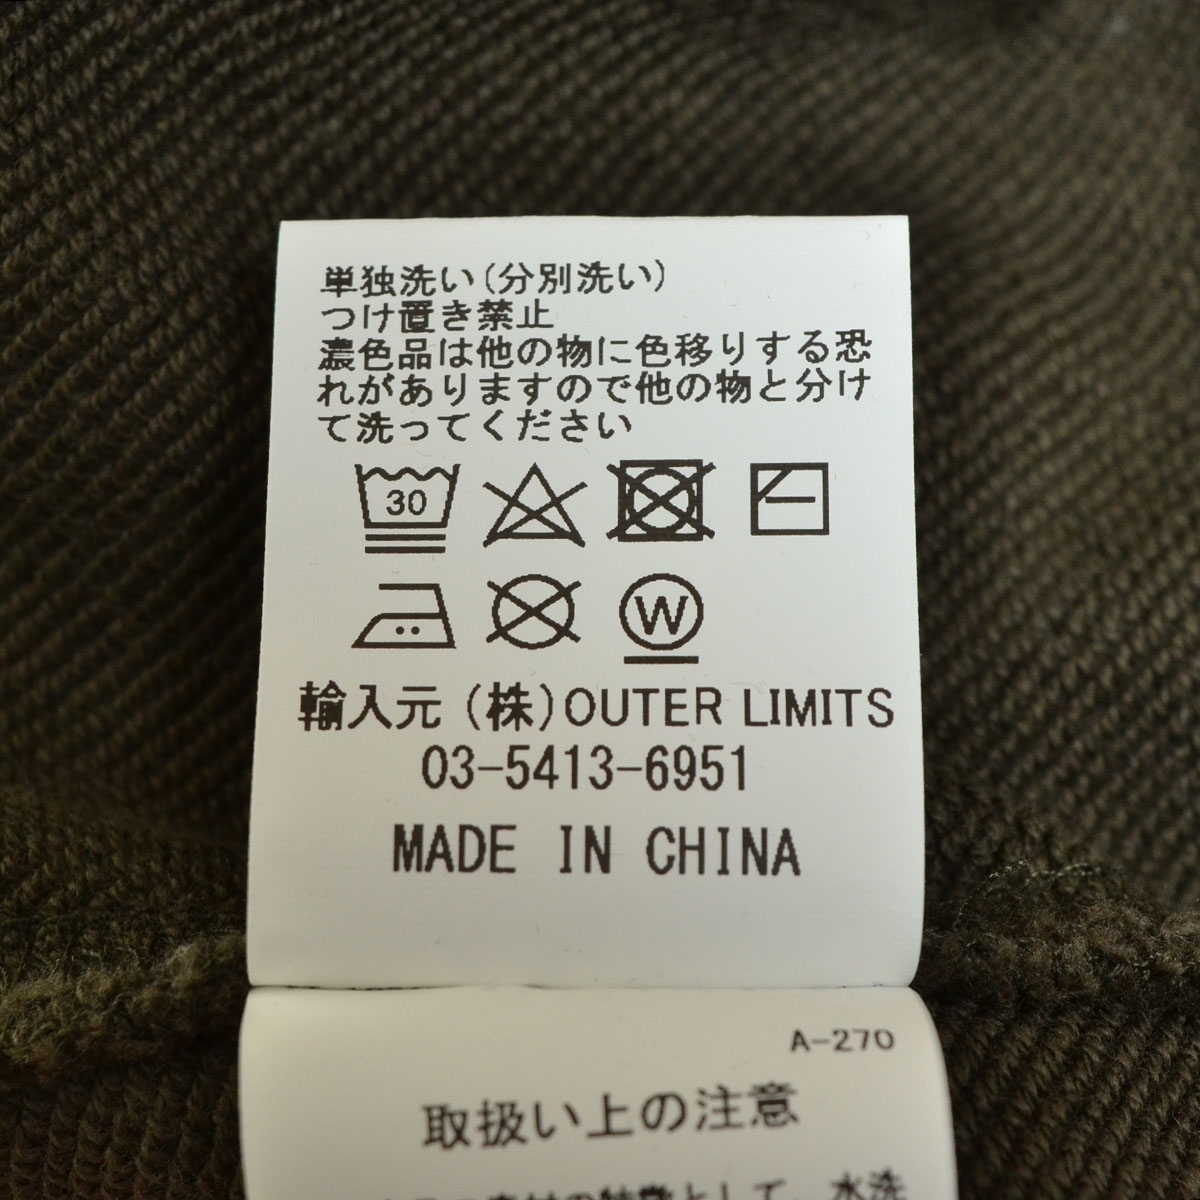 単独洗い(分別洗い)
つけ置き禁止
濃色品は他の物に色移りする恐
れがありますので他の物と分け
て洗ってください
30
W
輸入元 (株)OUTER LIMITS
03-5413-6951
MADE IN CHINA
A-270
取扱い上の注意